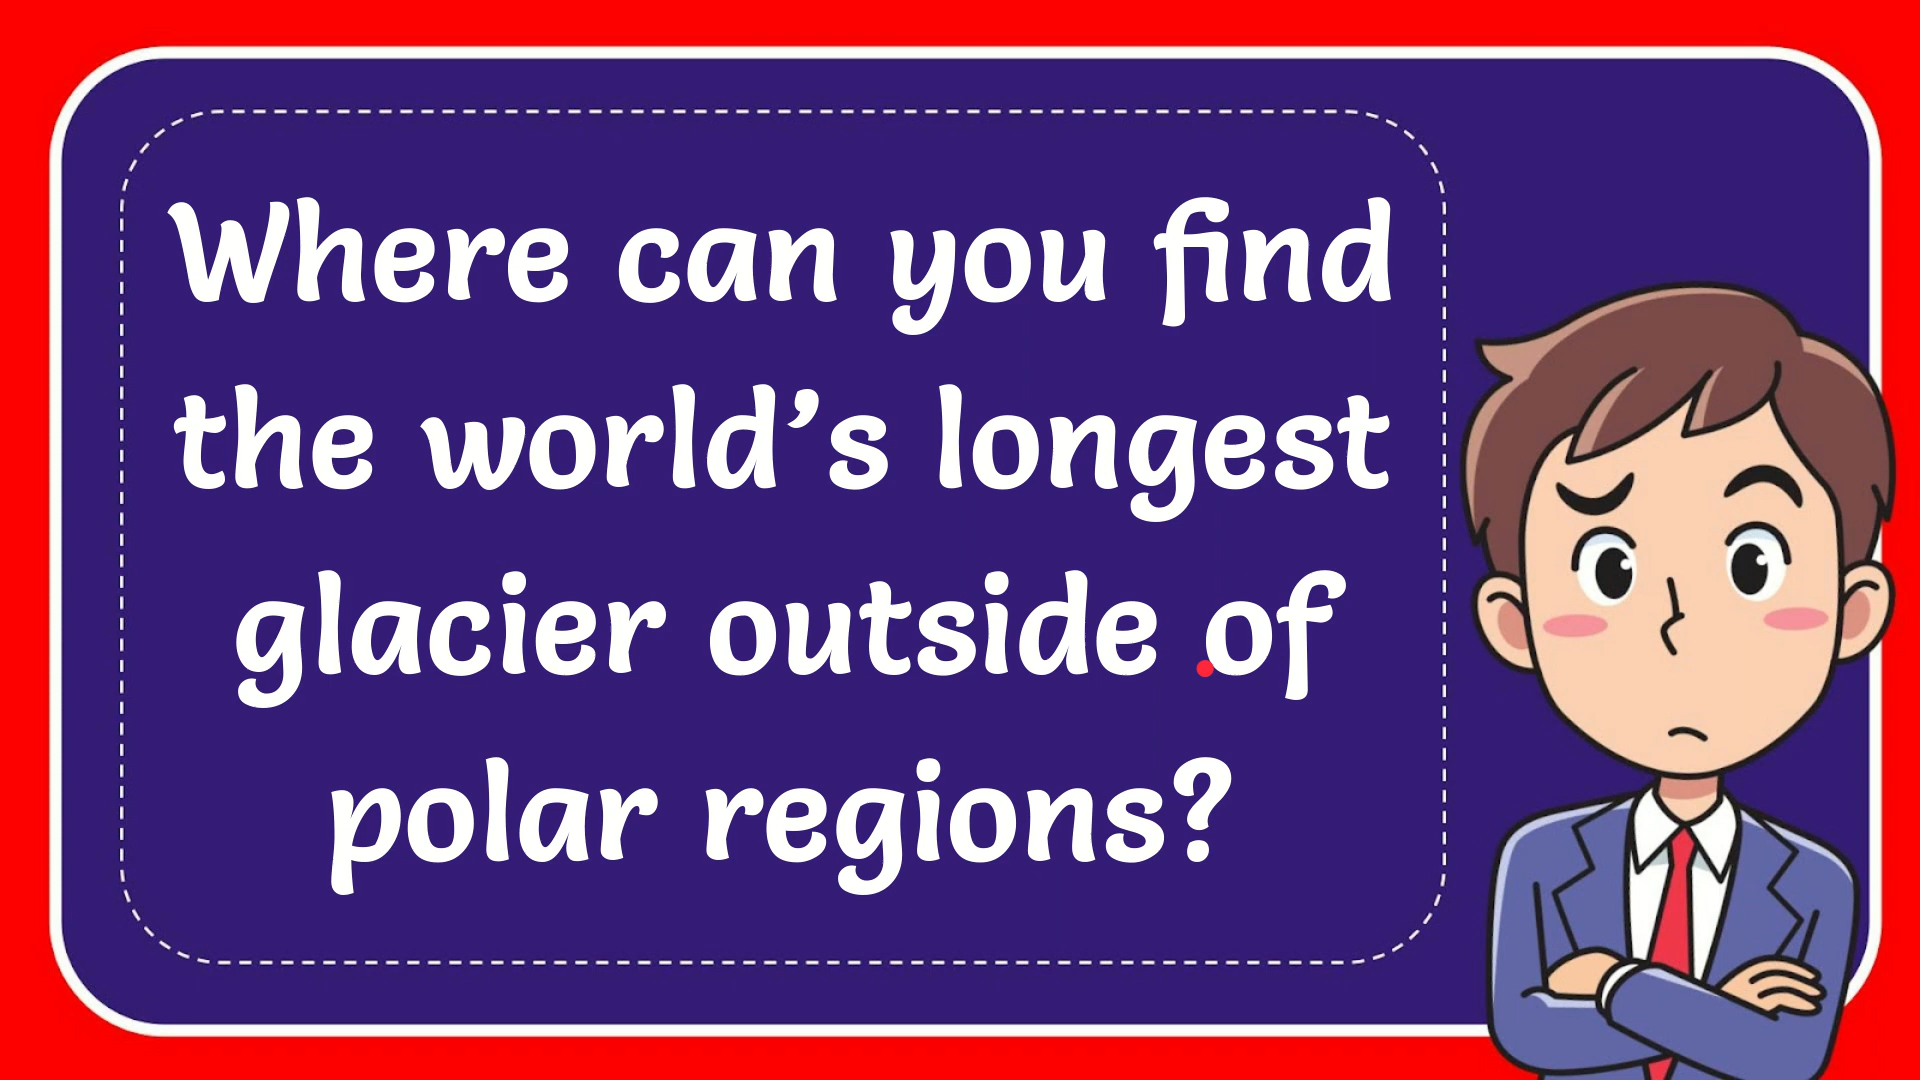 Where can you find
the world’s longest
glacier outside of
polar regions?